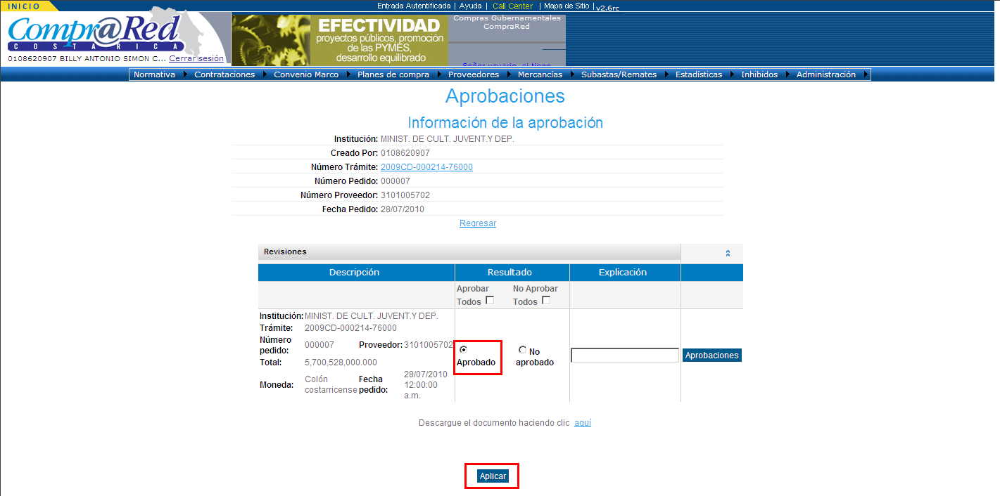 INICIO
Entrada Autentificada | Ayuda | Call Center | Mapa de Sitio | v2.6rc
Compr@Red
COSTARICA
0108620907 BILLY ANTONIO SIMON C... Cerrar sesión
EFECTIVIDAD
proyectos públicos, promoción
de las PYMES,
desarrollo equilibrado
Compras Gubernamentales
CompraRed
Señor usuario, si tiene
Normativa Contrataciones Convenio Marco Planes de compra Proveedores Mercancías Subastas/Remates Estadísticas Inhibidos Administración
Aprobaciones
Información de la aprobación
Institución: MINIST. DE CULT. JUVENT.Y DEP.
Creado Por: 0108620907
Número Trámite: 2009CD-000214-76000
Número Pedido: 000007
Número Proveedor: 3101005702
Fecha Pedido: 28/07/2010
Regresar
Revisiones
Descripción Resultado Explicación
Aprobar No Aprobar
Todos Todos
Institución: MINIST. DE CULT. JUVENT.Y DEP.
Trámite: 2009CD-000214-76000
Número
pedido: 000007 Proveedor: 3101005702
Total: 5,700,528,000.000
Moneda: Colón
costarricense Fecha
pedido: 28/07/2010
12:00:00
a.m.
Aprobado
No
aprobado
Aprobaciones
Descargue el documento haciendo clic aquí
Aplicar